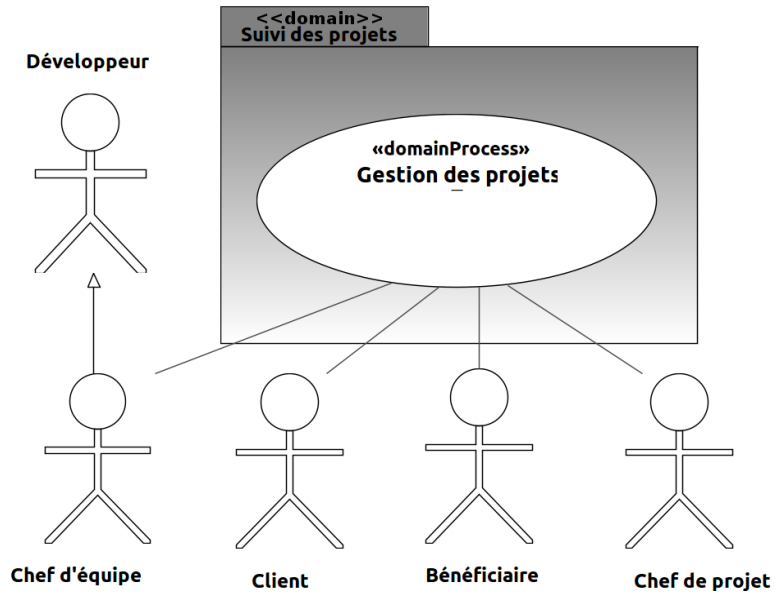 <<domain>>
Suivi des projets
Développeur
«domainProcess»
Gestion des projets
Chef d'équipe
Client
Bénéficiaire
Chef de projet